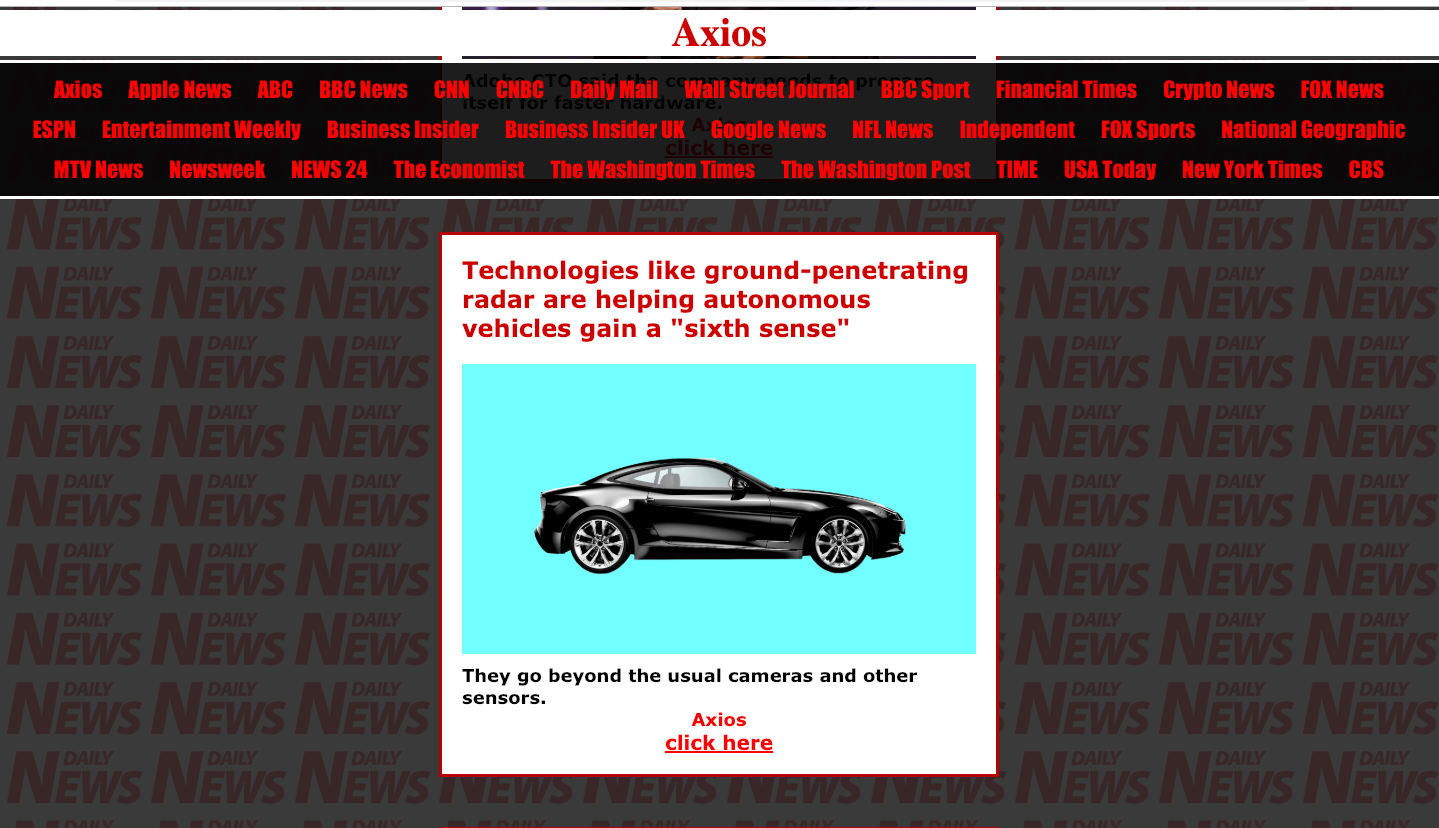 Axios
Adobe CTO said the company needs to prepare
itself for faster hardware.
Axios
click here
Axios Apple News ABC BBC News CNN CNBC Daily Mail Wall Street Journal BBC Sport Financial Times Crypto News FOX News
ESPN Entertainment Weekly Business Insider Business Insider UK Google News NFL News Independent FOX Sports National Geographic
MTV News Newsweek NEWS 24 The Economist The Washington Times The Washington Post TIME USA Today New York Times CBS
Technologies like ground-penetrating
radar are helping autonomous
vehicles gain a "sixth sense"
They go beyond the usual cameras and other
sensors.
Axios
click here
DAILY
NEWS